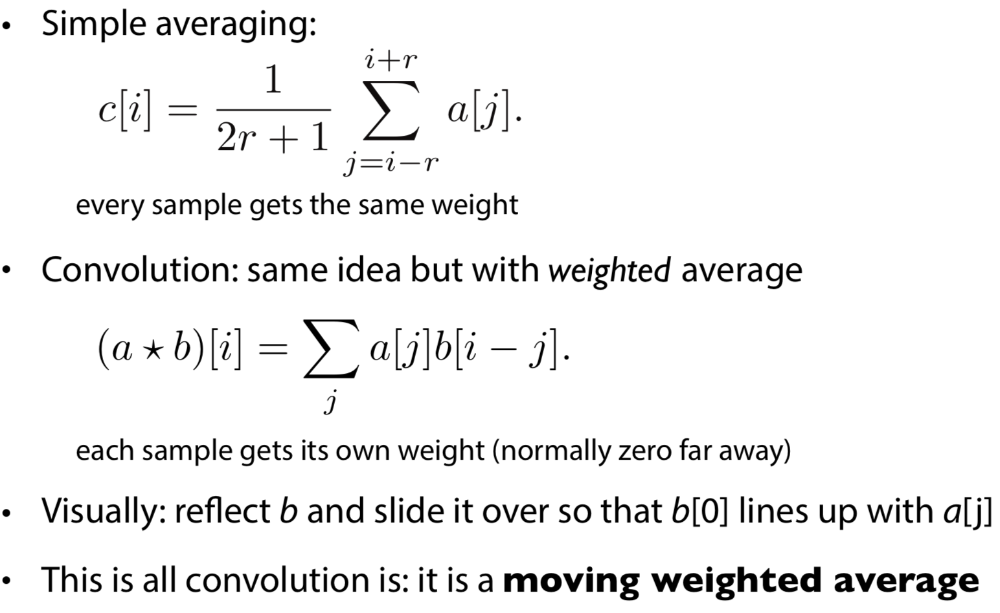 • Simple averaging:
c[i] = \frac{1}{2r + 1} \sum_{j=i-r}^{i+r} a[j].
every sample gets the same weight
• Convolution: same idea but with weighted average
(a ⋆ b)[i] = \sum_{j} a[j]b[i − j].
each sample gets its own weight (normally zero far away)
• Visually: reflect b and slide it over so that b[0] lines up with a[j]
• This is all convolution is: it is a moving weighted average